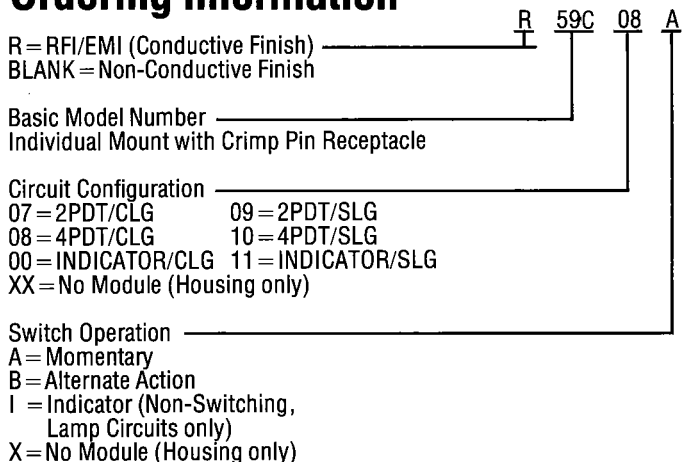 Ordering Information
R 59C 08 A
R=RFI/EMI (Conductive Finish)
BLANK=Non-Conductive Finish
Basic Model Number
Individual Mount with Crimp Pin Receptacle
Circuit Configuration
07=2PDT/CLG 09=2PDT/SLG
08=4PDT/CLG 10=4PDT/SLG
00=INDICATOR/CLG 11=INDICATOR/SLG
XX=No Module (Housing only)
Switch Operation
A=Momentary
B=Alternate Action
I =Indicator (Non-Switching,
Lamp Circuits only)
X=No Module (Housing only)